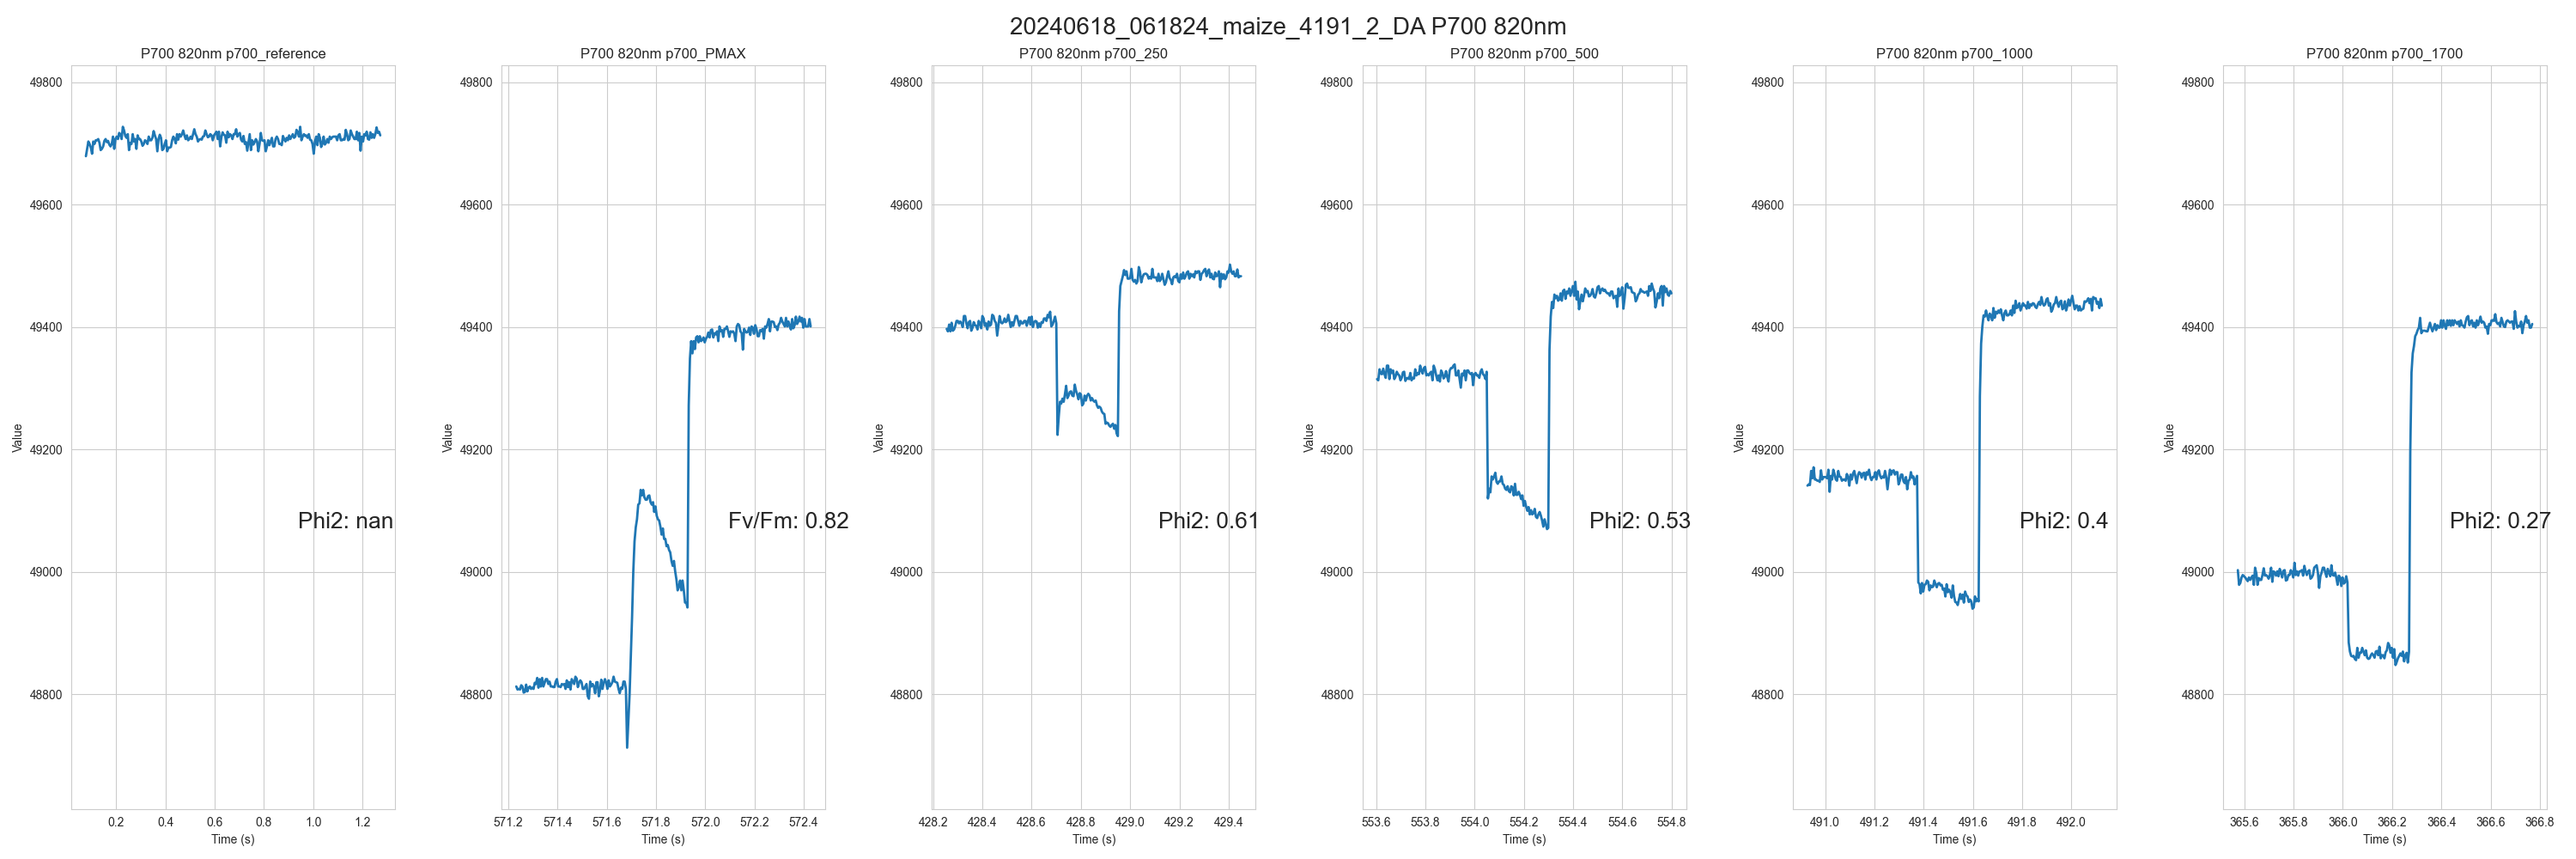 20240618_061824_maize_4191_2_DA P700 820nm
P700 820nm p700_reference
49800
49600
49400
49200
49000
48800
Value
Phi2: nan
0.2 0.4 0.6 0.8 1.0 1.2
Time (s)
P700 820nm p700_PMAX
49800
49600
49400
49200
49000
48800
Value
Fv/Fm: 0.82
571.2 571.4 571.6 571.8 572.0 572.2 572.4
Time (s)
P700 820nm p700_250
49800
49600
49400
49200
49000
48800
Value
Phi2: 0.61
428.2 428.4 428.6 428.8 429.0 429.2 429.4
Time (s)
P700 820nm p700_500
49800
49600
49400
49200
49000
48800
Value
Phi2: 0.53
553.6 553.8 554.0 554.2 554.4 554.6 554.8
Time (s)
P700 820nm p700_1000
49800
49600
49400
49200
49000
48800
Value
Phi2: 0.4
491.0 491.2 491.4 491.6 491.8 492.0
Time (s)
P700 820nm p700_1700
49800
49600
49400
49200
49000
48800
Value
Phi2: 0.27
365.6 365.8 366.0 366.2 366.4 366.6 366.8
Time (s)